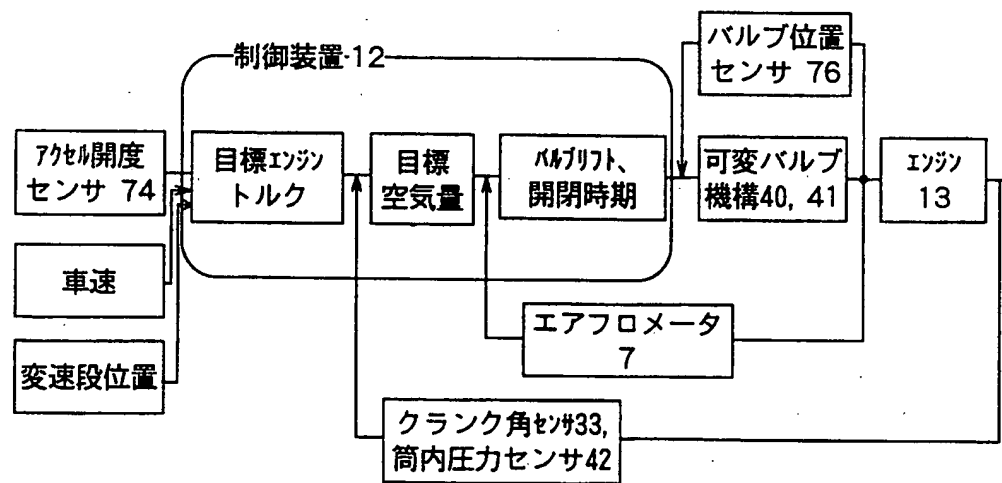 制御装置12
バルブ位置
センサ 76
アクセル開度
センサ 74
目標エンジン
トルク
目標
空気量
バルブリフト、
開閉時期
可変バルブ
機構40, 41
エンジン
13
車速
変速段位置
エアフロメータ
7
クランク角センサ33,
筒内圧力センサ42